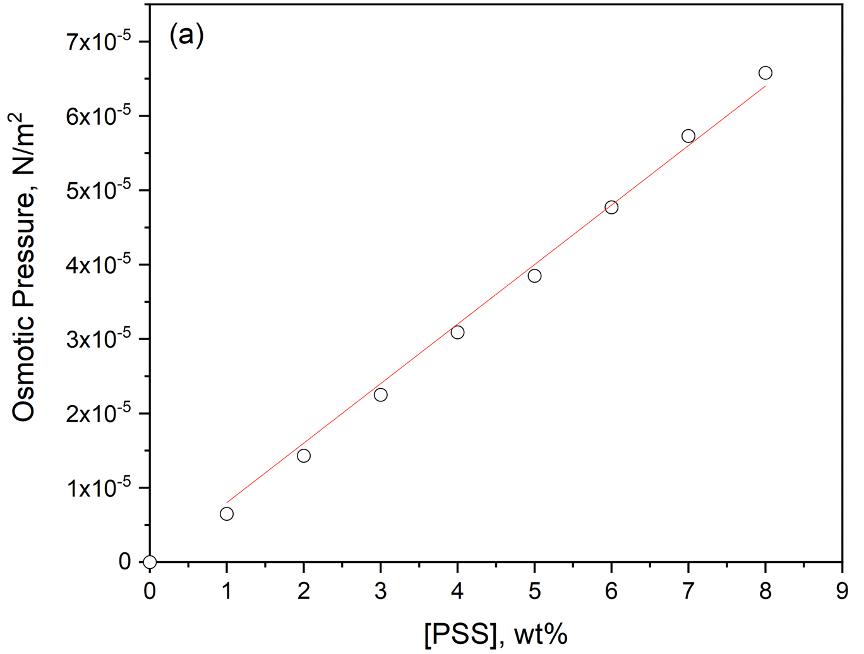 (a)
Osmotic Pressure, N/m²
7x10⁻⁵
6x10⁻⁵
5x10⁻⁵
4x10⁻⁵
3x10⁻⁵
2x10⁻⁵
1x10⁻⁵
0
0 1 2 3 4 5 6 7 8 9
[PSS], wt%